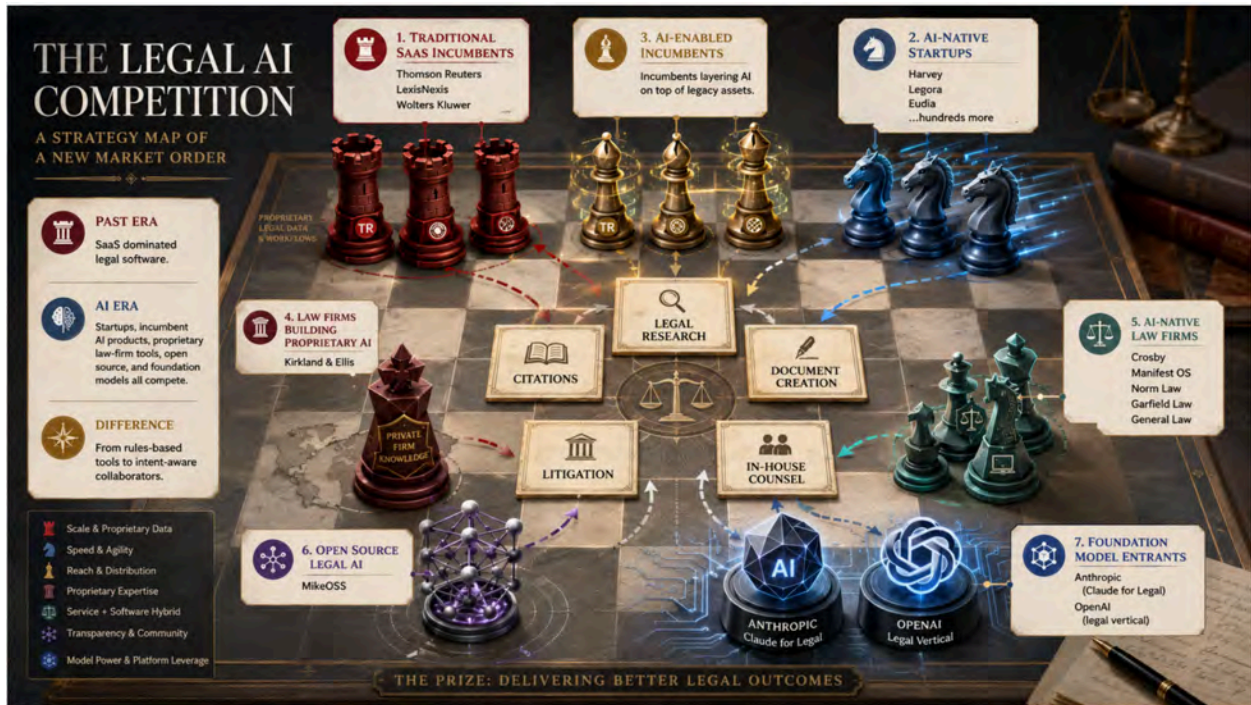 THE LEGAL AI
COMPETITION
A STRATEGY MAP OF
A NEW MARKET ORDER
1. TRADITIONAL
SAAS INCUMBENTS
Thomson Reuters
LexisNexis
Wolters Kluwer
3. AI-ENABLED
INCUMBENTS
Incumbents layering AI
on top of legacy assets.
2. AI-NATIVE
STARTUPS
Harvey
Legora
Eudia
...hundreds more
PAST ERA
SaaS dominated
legal software.
AI ERA
Startups, incumbent
AI products, proprietary
law-firm tools, open
source, and foundation
models all compete.
DIFFERENCE
From rules-based
tools to intent-aware
collaborators.
PROPRIETARY
LEGAL DATA
& WORKFLOWS
TR
TR
LEGAL
RESEARCH
CITATIONS
DOCUMENT
CREATION
LITIGATION
IN-HOUSE
COUNSEL
4. LAW FIRMS
BUILDING
PROPRIETARY AI
Kirkland & Ellis
PRIVATE
FIRM
KNOWLEDGE
5. AI-NATIVE
LAW FIRMS
Crosby
Manifest OS
Norm Law
Garfield Law
General Law
Scale & Proprietary Data
Speed & Agility
Reach & Distribution
Proprietary Expertise
Service + Software Hybrid
Transparency & Community
Model Power & Platform Leverage
6. OPEN SOURCE
LEGAL AI
MikeOSS
AI
ANTHROPIC
Claude for Legal
OPENAI
Legal Vertical
7. FOUNDATION
MODEL ENTRANTS
Anthropic
(Claude for Legal)
OpenAI
(legal vertical)
THE PRIZE: DELIVERING BETTER LEGAL OUTCOMES